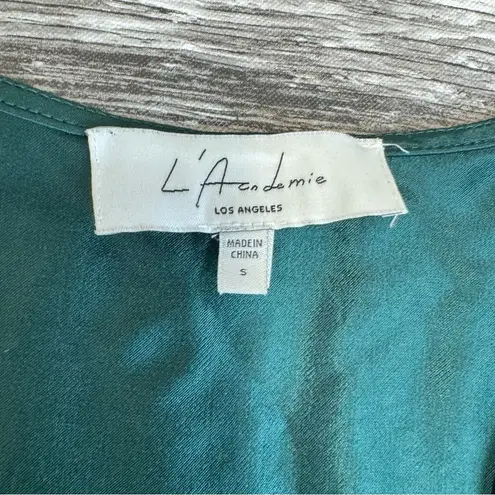 L'Academie
LOS ANGELES
MADE IN
CHINA
S